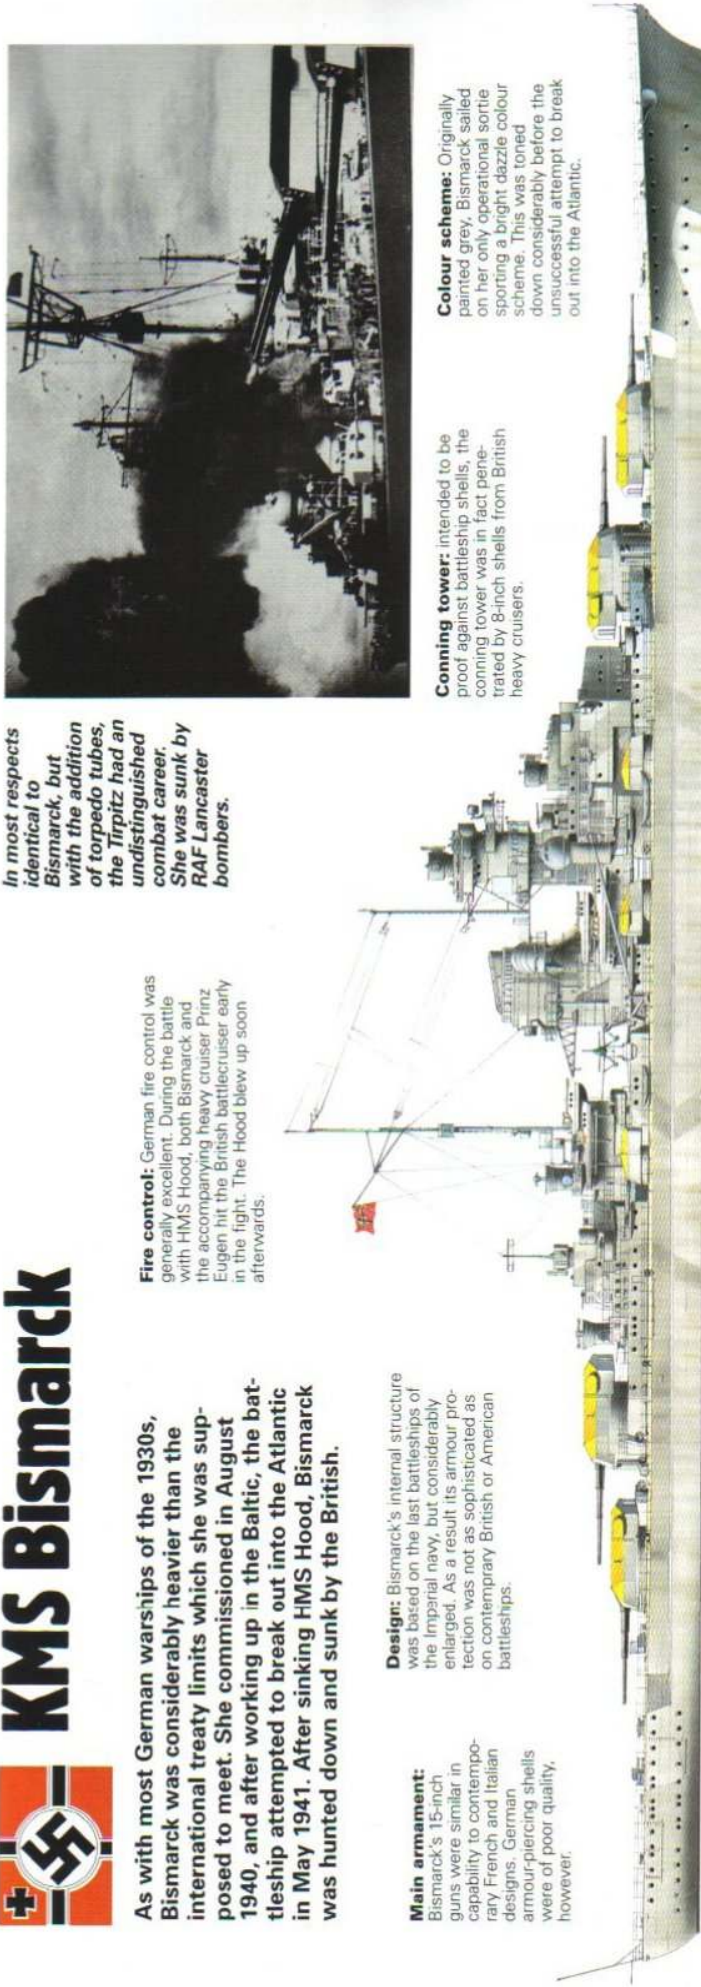 KMS Bismarck
As with most German warships of the 1930s,
Bismarck was considerably heavier than the
international treaty limits which she was sup-
posed to meet. She commissioned in August
1940, and after working up in the Baltic, the bat-
tleship attempted to break out into the Atlantic
in May 1941. After sinking HMS Hood, Bismarck
was hunted down and sunk by the British.
Fire control: German fire control was
generally excellent. During the battle
with HMS Hood, both Bismarck and
the accompanying heavy cruiser Prinz
Eugen hit the British battlecruiser early
in the fight. The Hood blew up soon
afterwards.
In most respects
identical to
Bismarck, but
with the addition
of torpedo tubes,
the Tirpitz had an
undistinguished
combat career.
She was sunk by
RAF Lancaster
bombers.
Main armament:
Bismarck's 15-inch
guns were similar in
capability to contempo-
rary French and Italian
designs. German
armour-piercing shells
were of poor quality,
however.
Design: Bismarck's internal structure
was based on the last battleships of
the Imperial navy, but considerably
enlarged. As a result its armour pro-
tection was not as sophisticated as
on contemprary British or American
battleships.
Conning tower: intended to be
proof against battleship shells, the
conning tower was in fact pene-
trated by 8-inch shells from British
heavy cruisers.
Colour scheme: Originally
painted grey, Bismarck sailed
on her only operational sortie
sporting a bright dazzle colour
scheme. This was toned
down considerably before the
unsuccessful attempt to break
out into the Atlantic.